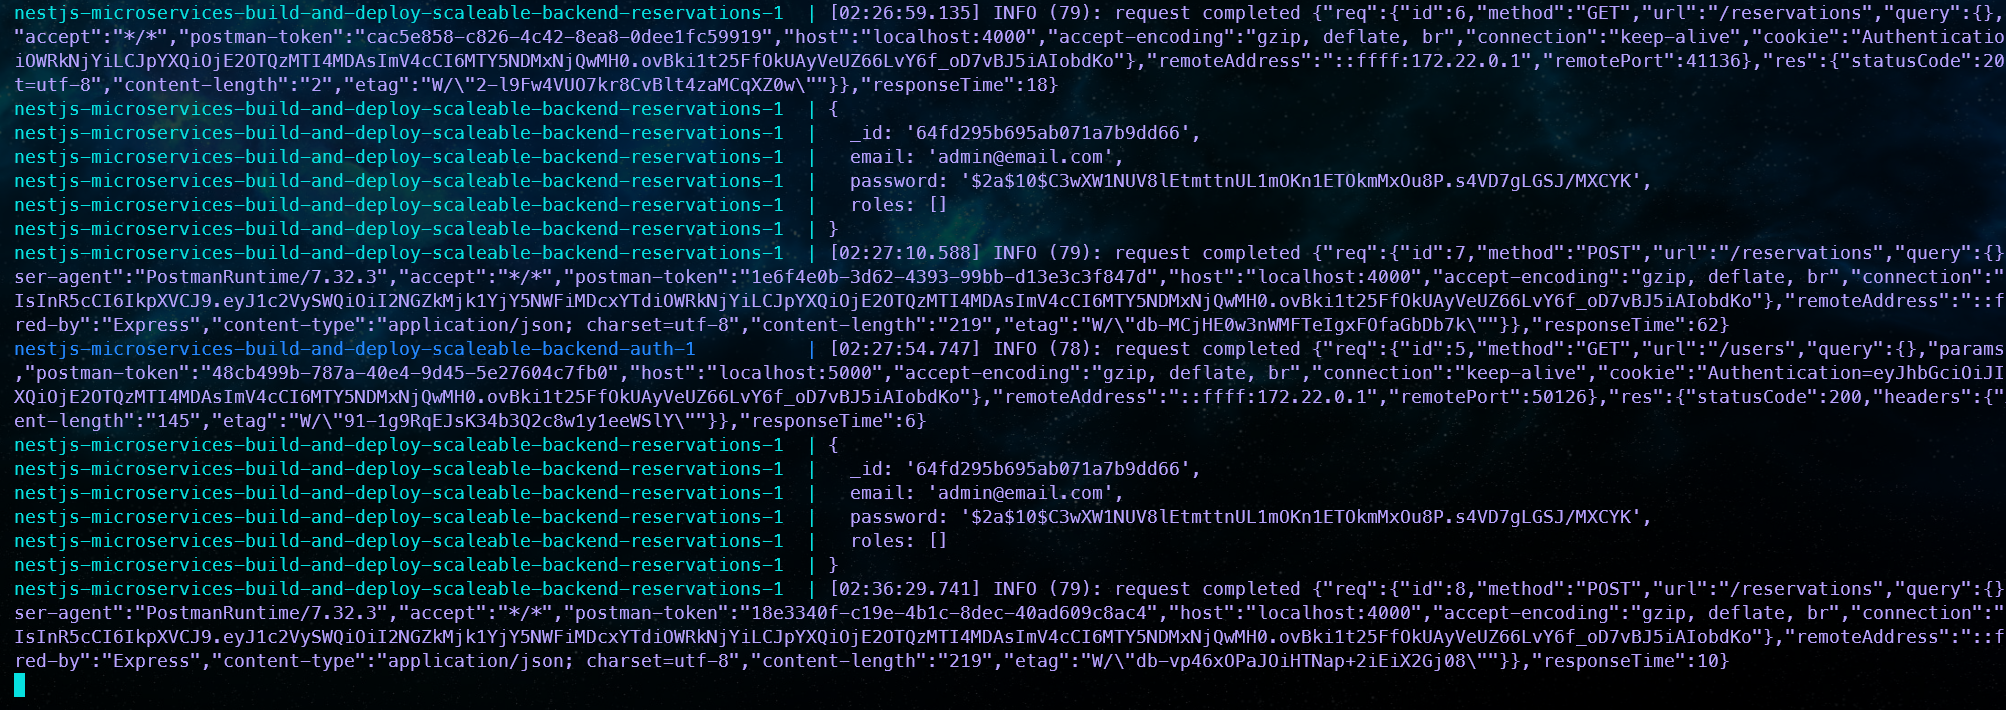 nestjs-microservices-build-and-deploy-scaleable-backend-reservations-1  | [02:26:59.135] INFO (79): request completed {"req":{"id":6,"method":"GET","url":"/reservations","query":{},
"accept":"*/*","postman-token":"cac5e858-c826-4c42-8ea8-0dee1fc59919","host":"localhost:4000","accept-encoding":"gzip, deflate, br","connection":"keep-alive","cookie":"Authenticatio
iOWRkNjYiLCJpYXQiOjE2OTQzMTI4MDAsImV4cCI6MTY5NDMxNjQwMH0.ovBki1t25FfOkUAyVeUZ66LvY6f_oD7vBJ5iAIobdKo"},"remoteAddress":"::ffff:172.22.0.1","remotePort":41136},"res":{"statusCode":20
t=utf-8","content-length":"2","etag":"W/\"2-l9Fw4VUO7kr8CvBlt4zaMCqXZ0w\""}},"responseTime":18}
nestjs-microservices-build-and-deploy-scaleable-backend-reservations-1  | {
nestjs-microservices-build-and-deploy-scaleable-backend-reservations-1  |   _id: '64fd295b695ab071a7b9dd66',
nestjs-microservices-build-and-deploy-scaleable-backend-reservations-1  |   email: 'admin@email.com',
nestjs-microservices-build-and-deploy-scaleable-backend-reservations-1  |   password: '$2a$10$C3wXW1NUV8lEtmttnUL1mOKn1ETOkmMxOu8P.s4VD7gLGSJ/MXCYK',
nestjs-microservices-build-and-deploy-scaleable-backend-reservations-1  |   roles: []
nestjs-microservices-build-and-deploy-scaleable-backend-reservations-1  | }
nestjs-microservices-build-and-deploy-scaleable-backend-reservations-1  | [02:27:10.588] INFO (79): request completed {"req":{"id":7,"method":"POST","url":"/reservations","query":{}
ser-agent":"PostmanRuntime/7.32.3","accept":"*/*","postman-token":"1e6f4e0b-3d62-4393-99bb-d13e3c3f847d","host":"localhost:4000","accept-encoding":"gzip, deflate, br","connection":"
IsInR5cCI6IkpXVCJ9.eyJ1c2VySWQiOiI2NGZkMjk1YjY5NWFiMDcxYTdiOWRkNjYiLCJpYXQiOjE2OTQzMTI4MDAsImV4cCI6MTY5NDMxNjQwMH0.ovBki1t25FfOkUAyVeUZ66LvY6f_oD7vBJ5iAIobdKo"},"remoteAddress":"::f
red-by":"Express","content-type":"application/json; charset=utf-8","content-length":"219","etag":"W/\"db-MCjHE0w3nWMFTeIgxFOfaGbDb7k\""}},"responseTime":62}
nestjs-microservices-build-and-deploy-scaleable-backend-auth-1          | [02:27:54.747] INFO (78): request completed {"req":{"id":5,"method":"GET","url":"/users","query":{},"params
,"postman-token":"48cb499b-787a-40e4-9d45-5e27604c7fb0","host":"localhost:5000","accept-encoding":"gzip, deflate, br","connection":"keep-alive","cookie":"Authentication=eyJhbGciOiJI
XQiOjE2OTQzMTI4MDAsImV4cCI6MTY5NDMxNjQwMH0.ovBki1t25FfOkUAyVeUZ66LvY6f_oD7vBJ5iAIobdKo"},"remoteAddress":"::ffff:172.22.0.1","remotePort":50126},"res":{"statusCode":200,"headers":{"
ent-length":"145","etag":"W/\"91-1g9RqEJsK34b3Q2c8w1y1eeWSlY\""}},"responseTime":6}
nestjs-microservices-build-and-deploy-scaleable-backend-reservations-1  | {
nestjs-microservices-build-and-deploy-scaleable-backend-reservations-1  |   _id: '64fd295b695ab071a7b9dd66',
nestjs-microservices-build-and-deploy-scaleable-backend-reservations-1  |   email: 'admin@email.com',
nestjs-microservices-build-and-deploy-scaleable-backend-reservations-1  |   password: '$2a$10$C3wXW1NUV8lEtmttnUL1mOKn1ETOkmMxOu8P.s4VD7gLGSJ/MXCYK',
nestjs-microservices-build-and-deploy-scaleable-backend-reservations-1  |   roles: []
nestjs-microservices-build-and-deploy-scaleable-backend-reservations-1  | }
nestjs-microservices-build-and-deploy-scaleable-backend-reservations-1  | [02:36:29.741] INFO (79): request completed {"req":{"id":8,"method":"POST","url":"/reservations","query":{}
ser-agent":"PostmanRuntime/7.32.3","accept":"*/*","postman-token":"18e3340f-c19e-4b1c-8dec-40ad609c8ac4","host":"localhost:4000","accept-encoding":"gzip, deflate, br","connection":"
IsInR5cCI6IkpXVCJ9.eyJ1c2VySWQiOiI2NGZkMjk1YjY5NWFiMDcxYTdiOWRkNjYiLCJpYXQiOjE2OTQzMTI4MDAsImV4cCI6MTY5NDMxNjQwMH0.ovBki1t25FfOkUAyVeUZ66LvY6f_oD7vBJ5iAIobdKo"},"remoteAddress":"::f
red-by":"Express","content-type":"application/json; charset=utf-8","content-length":"219","etag":"W/\"db-vp46xOPaJOiHTNap+2iEiX2Gj08\""}},"responseTime":10}